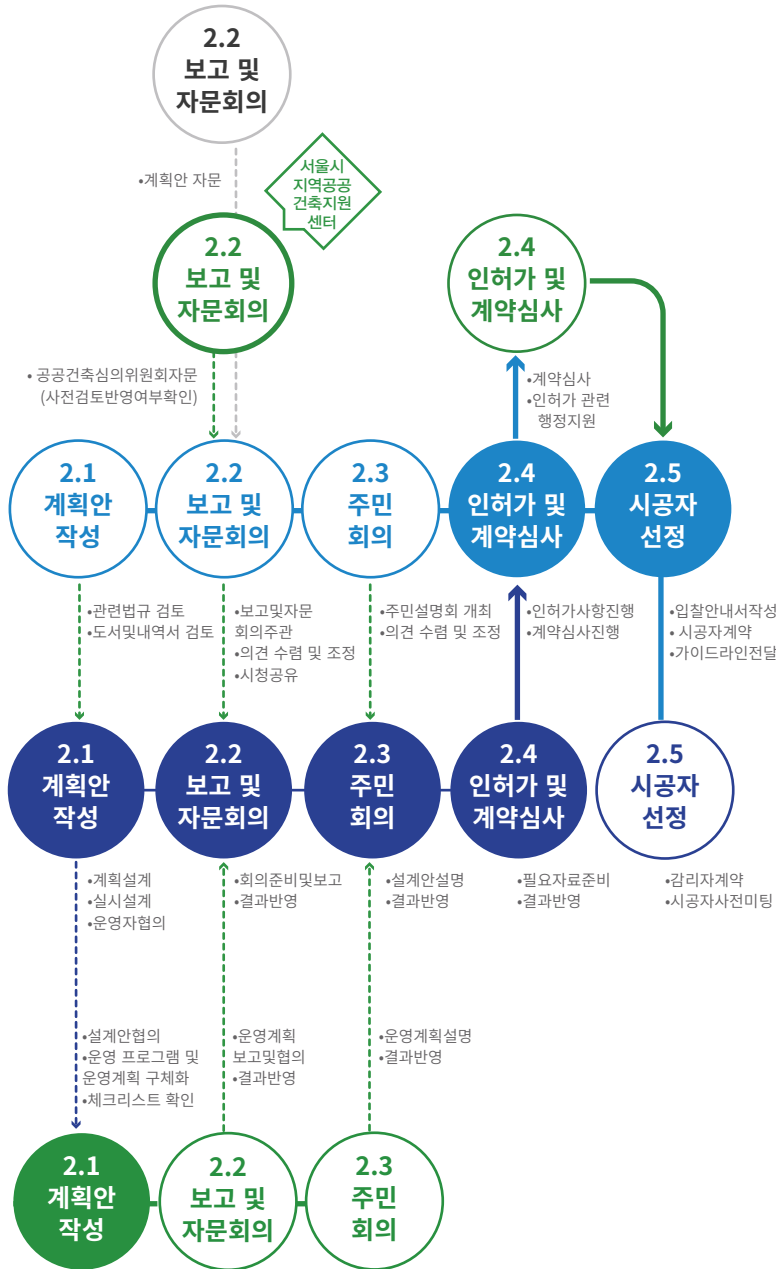 2.2
보고 및
자문회의
•계획안 자문
서울시
지역공공
건축지원
센터
2.2
보고 및
자문회의
2.4
인허가 및
계약심사
• 공공건축심의위원회자문
(사전검토반영여부확인)
•계약심사
•인허가 관련
행정지원
2.1
계획안
작성
2.2
보고 및
자문회의
2.3
주민
회의
2.4
인허가 및
계약심사
2.5
시공자
선정
•관련법규 검토
•도서및내역서 검토
•보고및자문
회의주관
•의견 수렴 및 조정
•시청공유
•주민설명회 개최
•의견 수렴 및 조정
•인허가사항진행
•계약심사진행
•입찰안내서작성
• 시공자계약
•가이드라인전달
2.1
계획안
작성
2.2
보고 및
자문회의
2.3
주민
회의
2.4
인허가 및
계약심사
2.5
시공자
선정
•계획설계
•실시설계
•운영자협의
•회의준비및보고
•결과반영
•설계안설명
•결과반영
•필요자료준비
•결과반영
•감리자계약
•시공자사전미팅
•설계안협의
•운영 프로그램 및
운영계획 구체화
•체크리스트 확인
•운영계획
보고및협의
•결과반영
•운영계획설명
•결과반영
2.1
계획안
작성
2.2
보고 및
자문회의
2.3
주민
회의